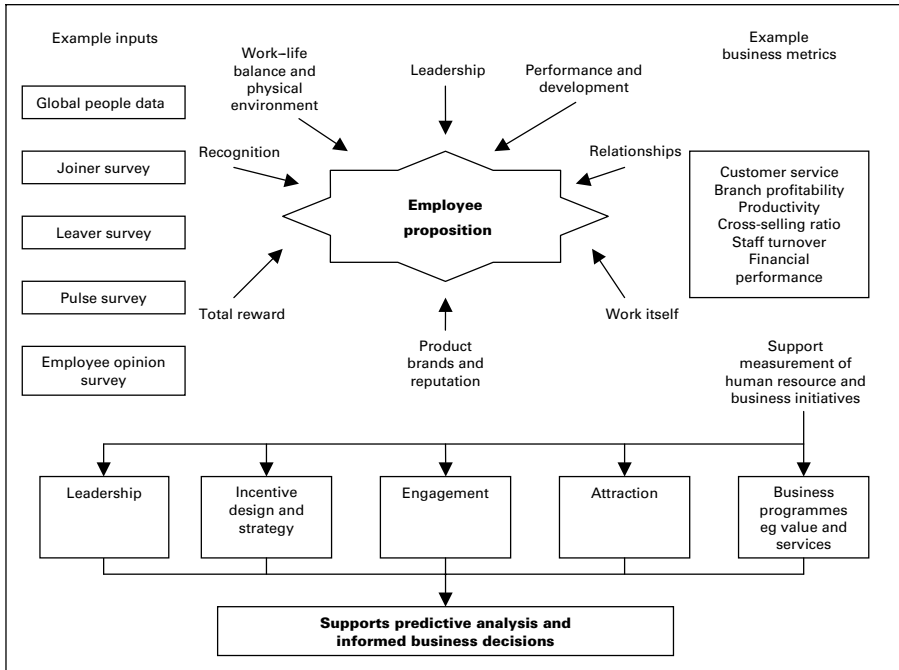 Example inputs
Global people data
Joiner survey
Leaver survey
Pulse survey
Employee opinion
survey
Work–life
balance and
physical
environment
Leadership
Performance and
development
Recognition
Relationships
Employee
proposition
Total reward
Work itself
Product
brands and
reputation
Example
business metrics
Customer service
Branch profitability
Productivity
Cross-selling ratio
Staff turnover
Financial
performance
Support
measurement of
human resource and
business initiatives
Leadership
Incentive
design and
strategy
Engagement
Attraction
Business
programmes
eg value and
services
Supports predictive analysis and
informed business decisions